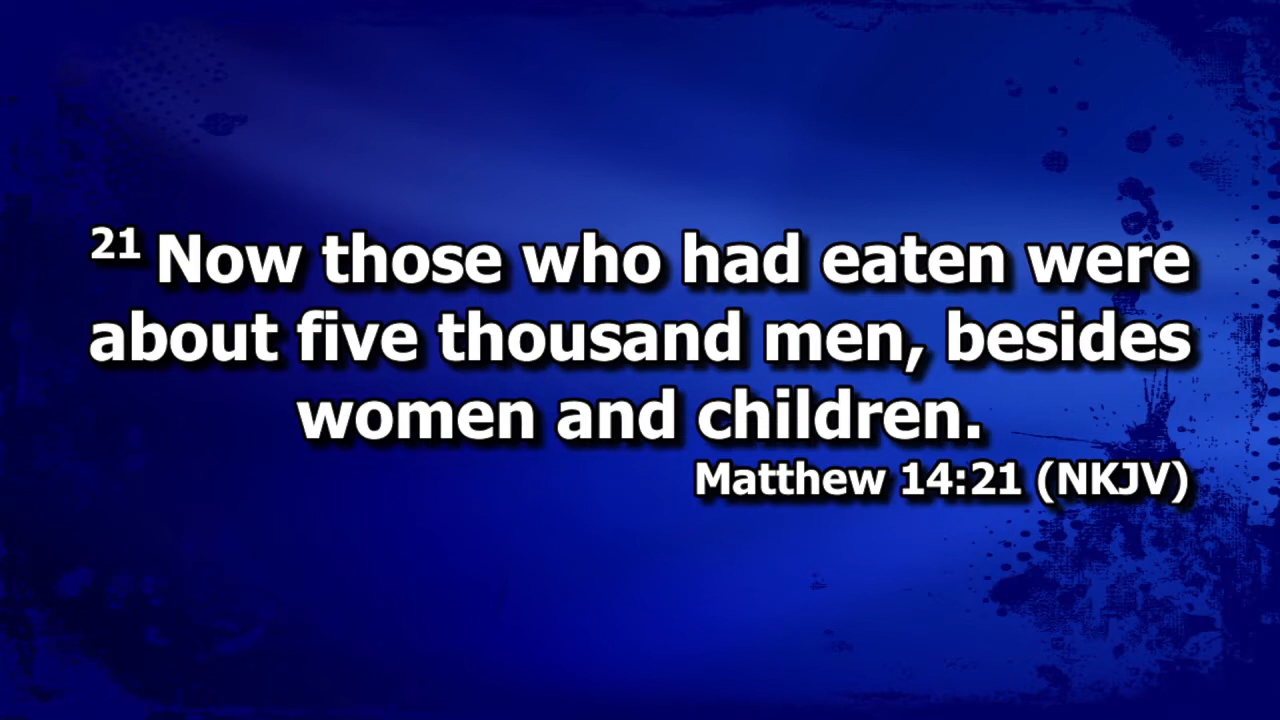 21 Now those who had eaten were
about five thousand men, besides
women and children.
Matthew 14:21 (NKJV)